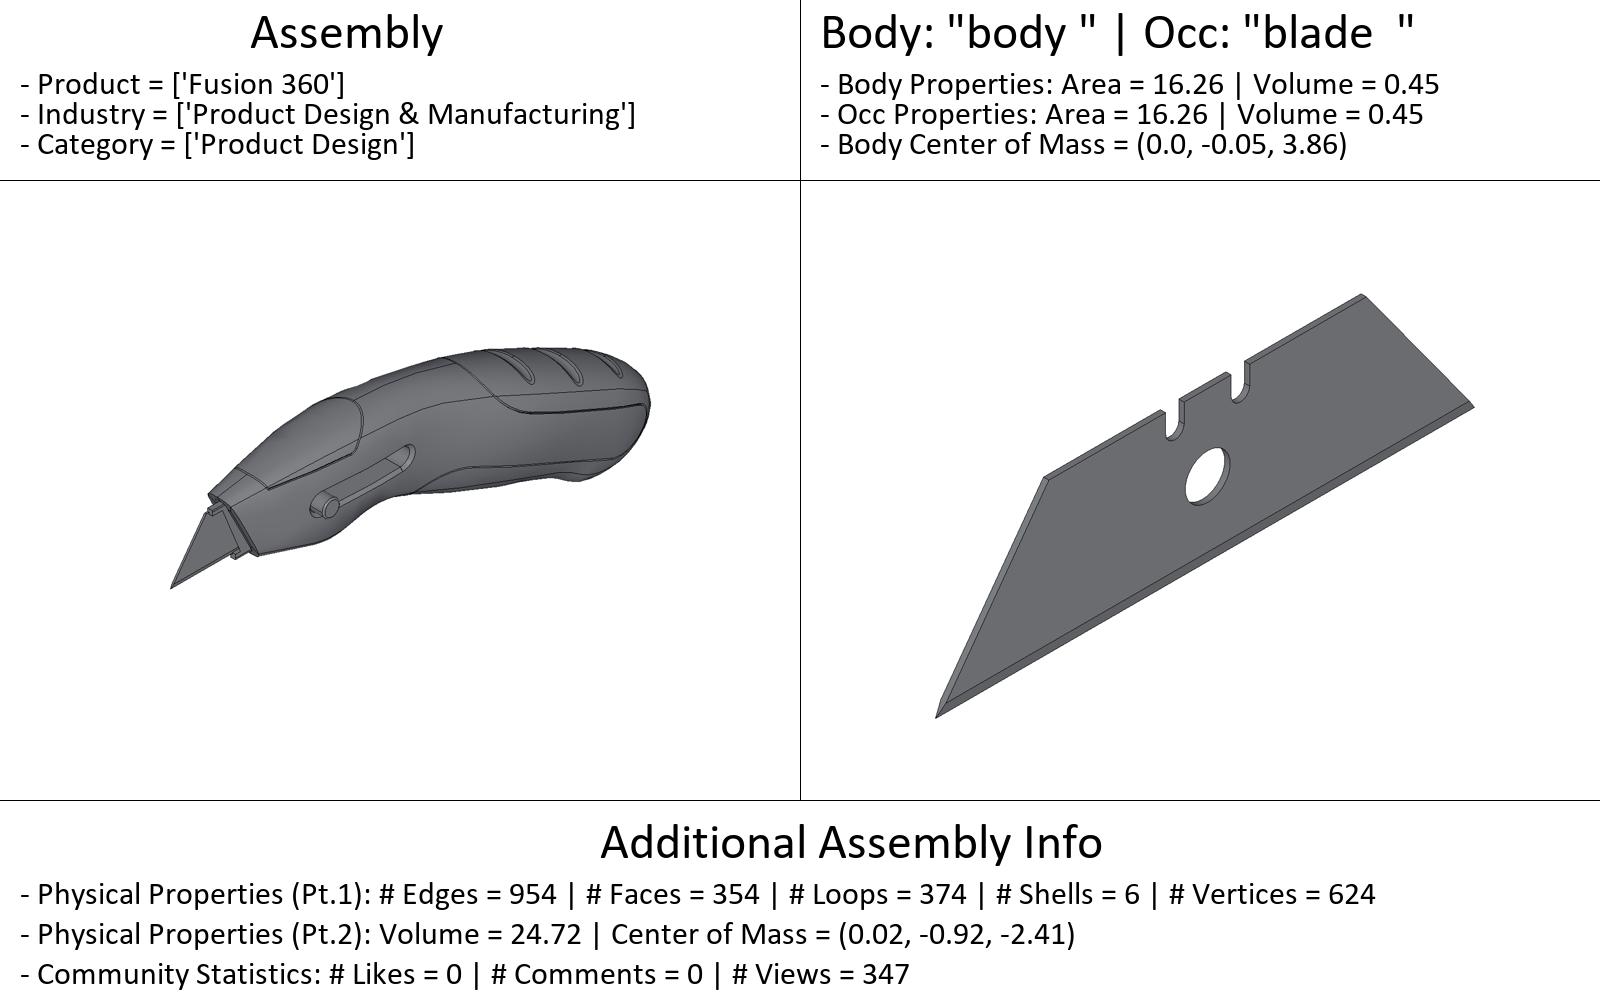 Assembly
- Product = ['Fusion 360']
- Industry = ['Product Design & Manufacturing']
- Category = ['Product Design']
Body: "body " | Occ: "blade  "
- Body Properties: Area = 16.26 | Volume = 0.45
- Occ Properties: Area = 16.26 | Volume = 0.45
- Body Center of Mass = (0.0, -0.05, 3.86)
Additional Assembly Info
- Physical Properties (Pt.1): # Edges = 954 | # Faces = 354 | # Loops = 374 | # Shells = 6 | # Vertices = 624
- Physical Properties (Pt.2): Volume = 24.72 | Center of Mass = (0.02, -0.92, -2.41)
- Community Statistics: # Likes = 0 | # Comments = 0 | # Views = 347